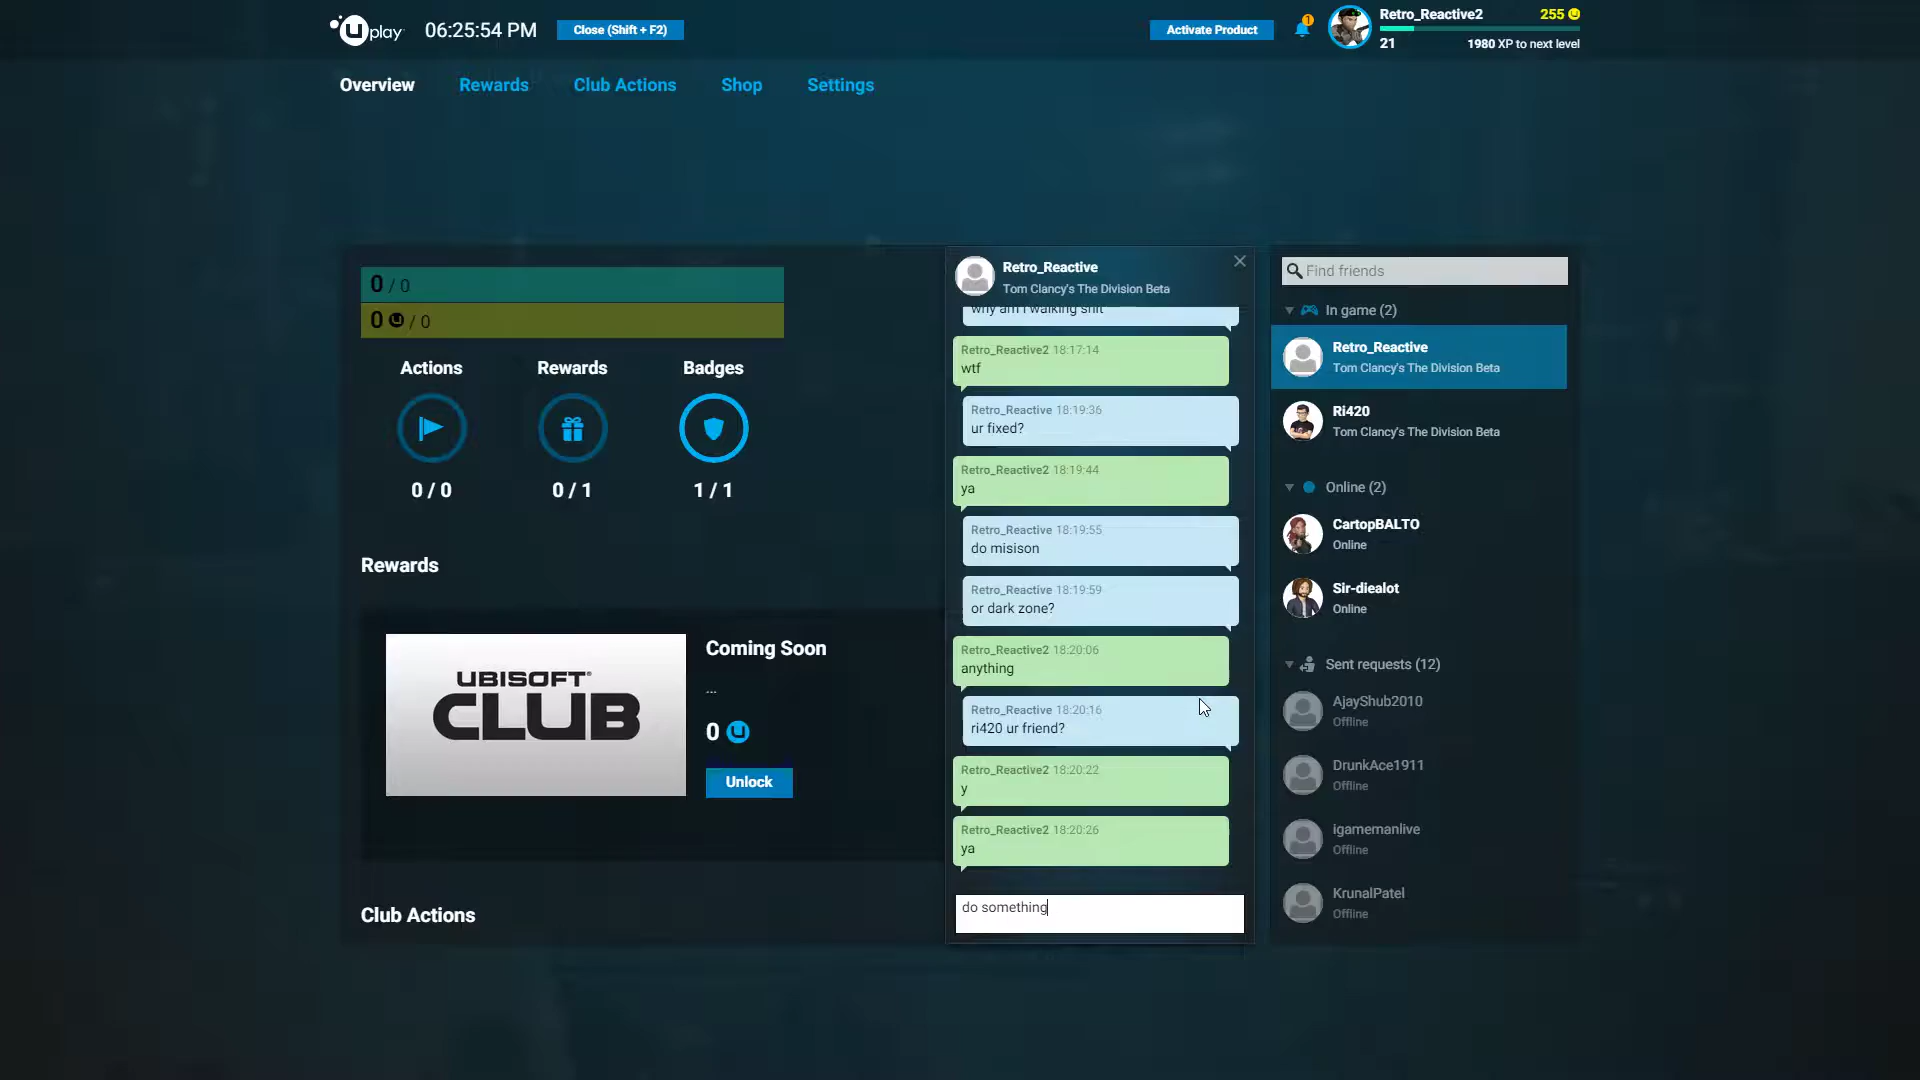 uplay
06:25:54 PM
Close (Shift + F2)
Activate Product
1
Retro_Reactive2
255
21
1980 XP to next level
Overview
Rewards
Club Actions
Shop
Settings
0 / 0
0 / 0
Actions
Rewards
Badges
0 / 0
0 / 1
1 / 1
Rewards
UBISOFT
CLUB
Coming Soon
...
0
Unlock
Club Actions
Retro_Reactive
Tom Clancy's The Division Beta
why am i walking shit
Retro_Reactive2 18:17:14
wtf
Retro_Reactive 18:19:36
ur fixed?
Retro_Reactive2 18:19:44
ya
Retro_Reactive 18:19:55
do misison
Retro_Reactive 18:19:59
or dark zone?
Retro_Reactive2 18:20:06
anything
Retro_Reactive 18:20:16
ri420 ur friend?
Retro_Reactive2 18:20:22
y
Retro_Reactive2 18:20:26
ya
do something
Find friends
In game (2)
Retro_Reactive
Tom Clancy's The Division Beta
Ri420
Tom Clancy's The Division Beta
Online (2)
CartopBALTO
Online
Sir-diealot
Online
Sent requests (12)
AjayShub2010
Offline
DrunkAce1911
Offline
igamemanlive
Offline
KrunalPatel
Offline